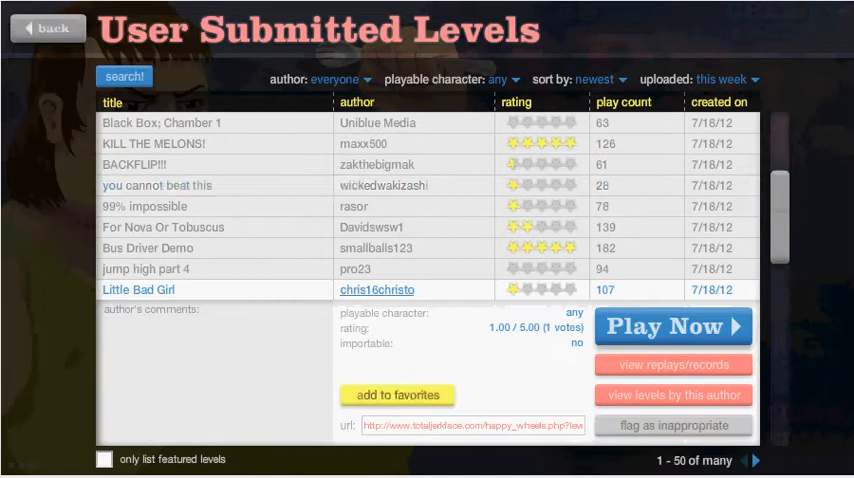 back
User Submitted Levels
search!
author: everyone playable character: any sort by: newest uploaded: this week
title author rating play count created on
Black Box; Chamber 1 Uniblue Media 63 7/18/12
KILL THE MELONS! maxx500 126 7/18/12
BACKFLIP!!! zakthebigmak 61 7/18/12
you cannot beat this wickedwakizashi 28 7/18/12
99% impossible rasor 78 7/18/12
For Nova Or Tobuscus Davidswsw1 139 7/18/12
Bus Driver Demo smallballs123 182 7/18/12
jump high part 4 pro23 94 7/18/12
Little Bad Girl chris16christo 107 7/18/12
author's comments: playable character: any
rating: 1.00 / 5.00 (1 votes)
importable: no
Play Now
view replays/records
add to favorites view levels by this author
url: http://www.totaljerkface.com/happy_wheels.php?lev flag as inappropriate
only list featured levels 1 - 50 of many